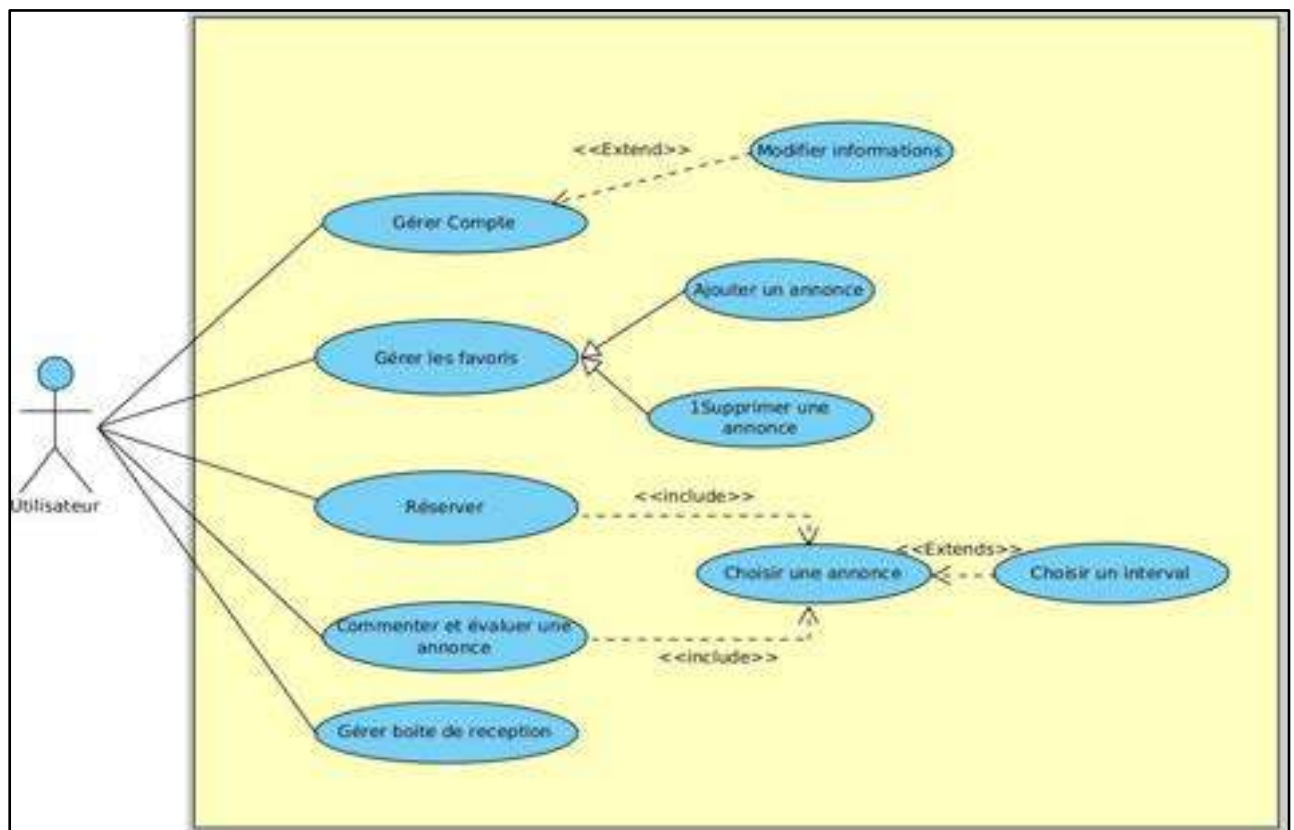 <<Extend>>
Modifier informations
Gérer Compte
Ajouter un annonce
Gérer les favoris
1Supprimer une
annonce
Utilisateur
Réserver
<<include>>
Choisir une annonce
<<Extends>>
Choisir un interval
Commenter et évaluer une
annonce
<<include>>
Gérer boite de reception